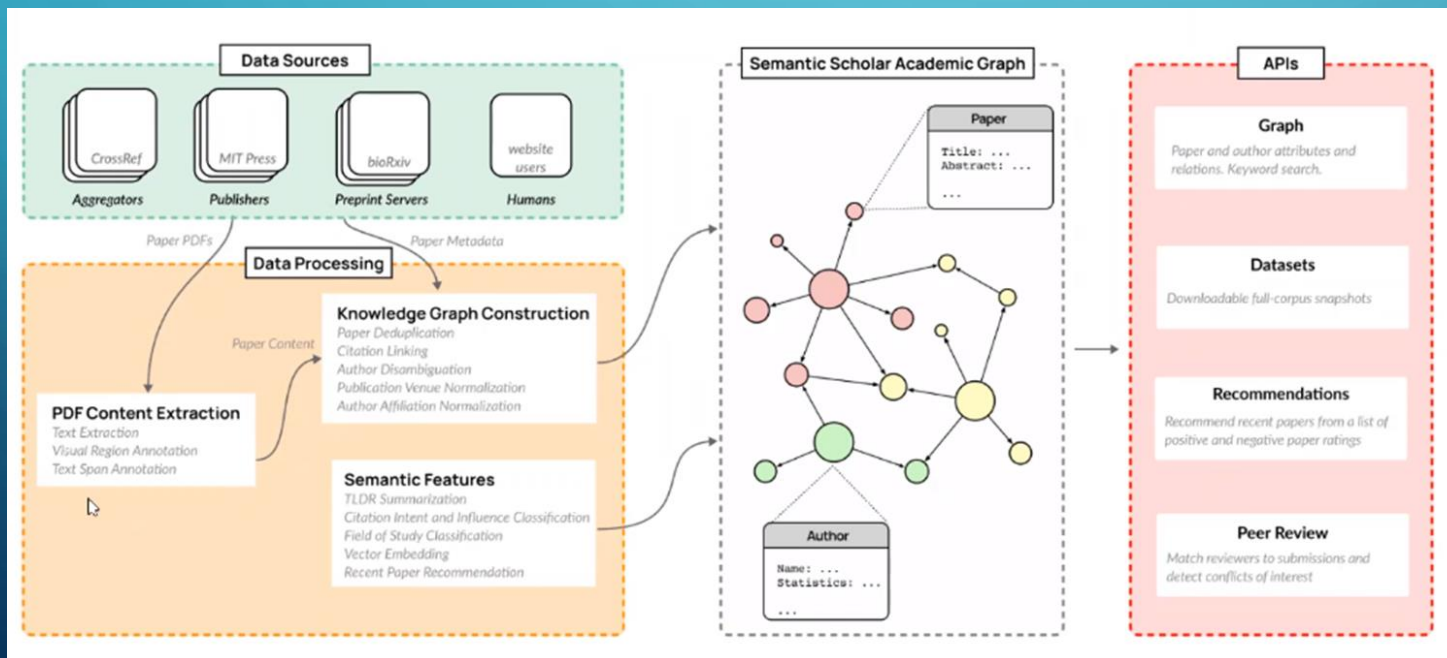 Data Sources
CrossRef
MIT Press
bioRxiv
website
users
Aggregators
Publishers
Preprint Servers
Humans
Paper PDFs
Paper Metadata
Data Processing
Knowledge Graph Construction
Paper Deduplication
Citation Linking
Author Disambiguation
Publication Venue Normalization
Author Affiliation Normalization
Paper Content
PDF Content Extraction
Text Extraction
Visual Region Annotation
Text Span Annotation
Semantic Features
TLDR Summarization
Citation Intent and Influence Classification
Field of Study Classification
Vector Embedding
Recent Paper Recommendation
Semantic Scholar Academic Graph
Paper
Title: ...
Abstract: ...
...
Author
Name: ...
Statistics: ...
...
APIs
Graph
Paper and author attributes and
relations. Keyword search.
Datasets
Downloadable full-corpus snapshots
Recommendations
Recommend recent papers from a list of
positive and negative paper ratings
Peer Review
Match reviewers to submissions and
detect conflicts of interest